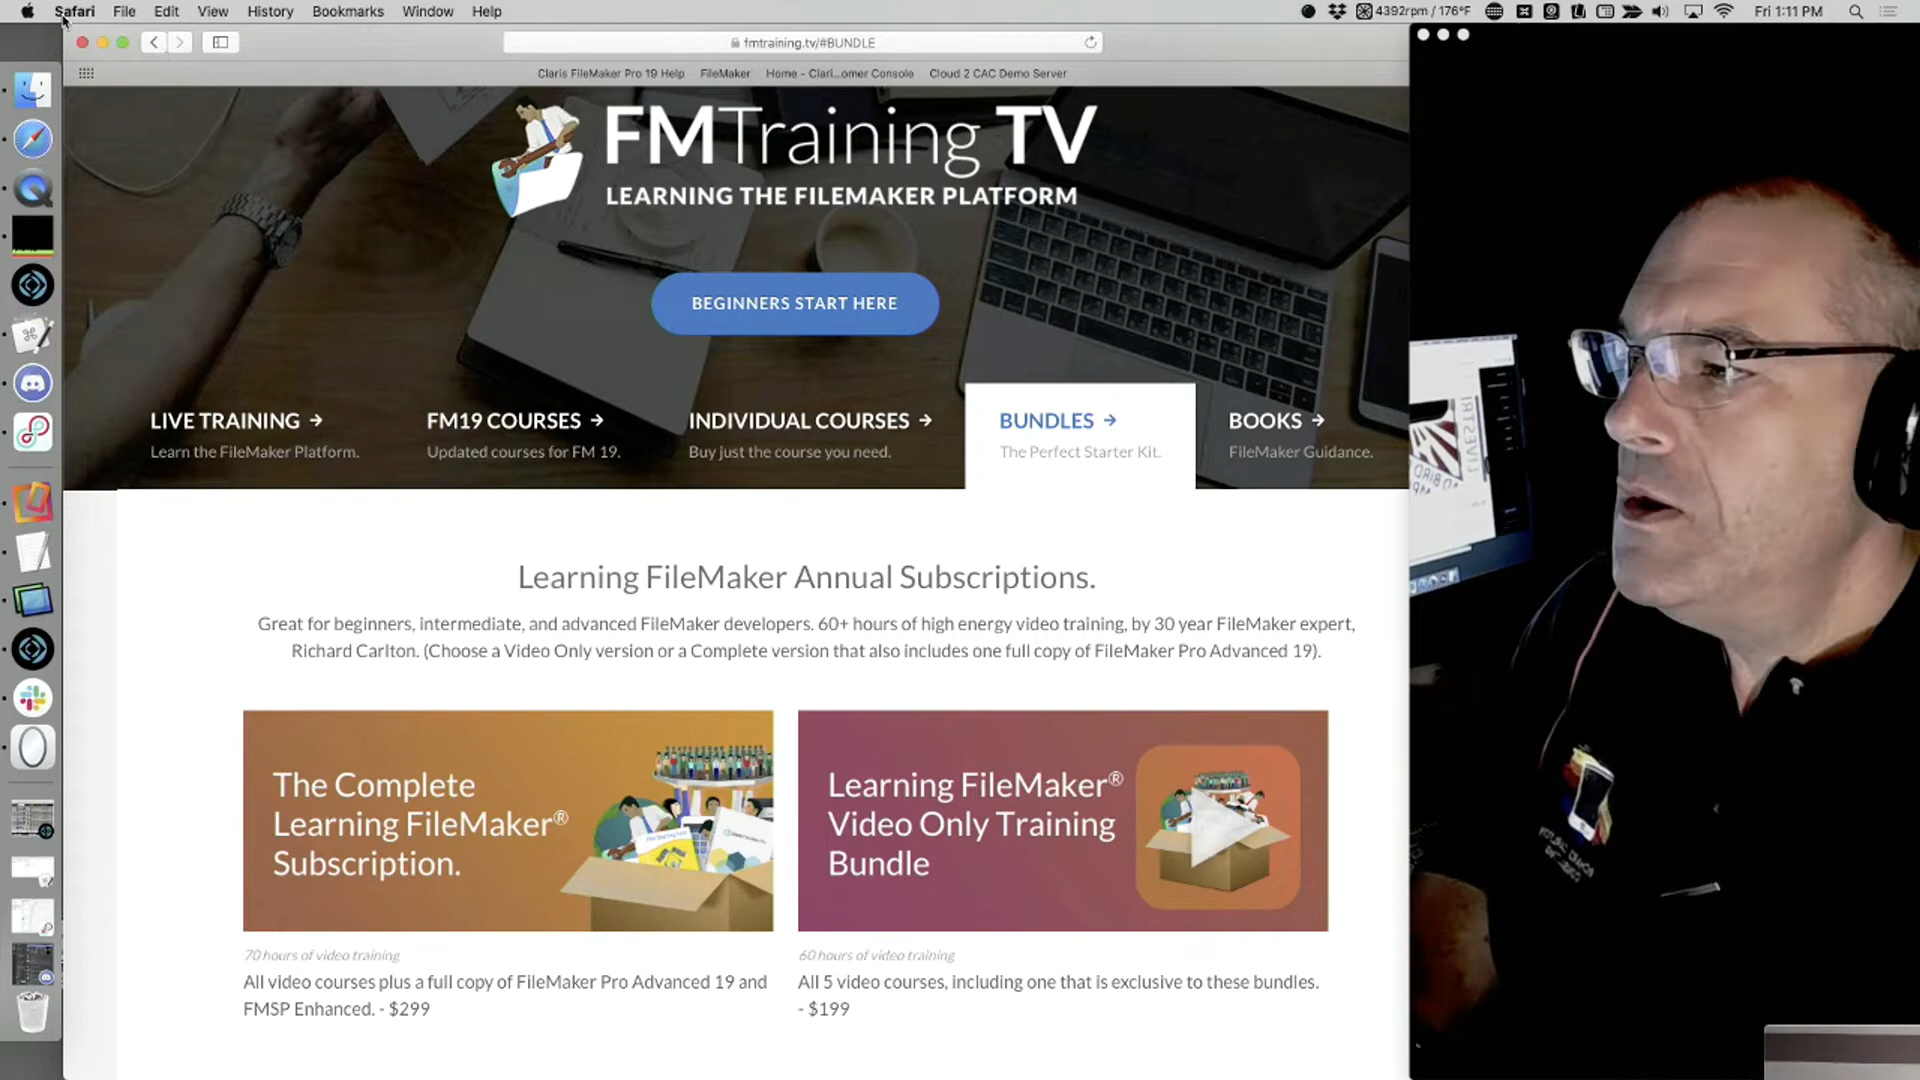 Safari File Edit View History Bookmarks Window Help
4392rpm / 176°F
Fri 1:11 PM
fmtraining.tv/#BUNDLE
Claris FileMaker Pro 19 Help FileMaker Home - Clari...omer Console Cloud 2 CAC Demo Server
FMTraining TV
LEARNING THE FILEMAKER PLATFORM
BEGINNERS START HERE
LIVE TRAINING →
Learn the FileMaker Platform.
FM19 COURSES →
Updated courses for FM 19.
INDIVIDUAL COURSES →
Buy just the course you need.
BUNDLES →
The Perfect Starter Kit.
BOOKS →
FileMaker Guidance.
Learning FileMaker Annual Subscriptions.
Great for beginners, intermediate, and advanced FileMaker developers. 60+ hours of high energy video training, by 30 year FileMaker expert,
Richard Carlton. (Choose a Video Only version or a Complete version that also includes one full copy of FileMaker Pro Advanced 19).
The Complete
Learning FileMaker®
Subscription.
70 hours of video training
All video courses plus a full copy of FileMaker Pro Advanced 19 and
FMSP Enhanced. - $299
Learning FileMaker®
Video Only Training
Bundle
60 hours of video training
All 5 video courses, including one that is exclusive to these bundles.
- $199